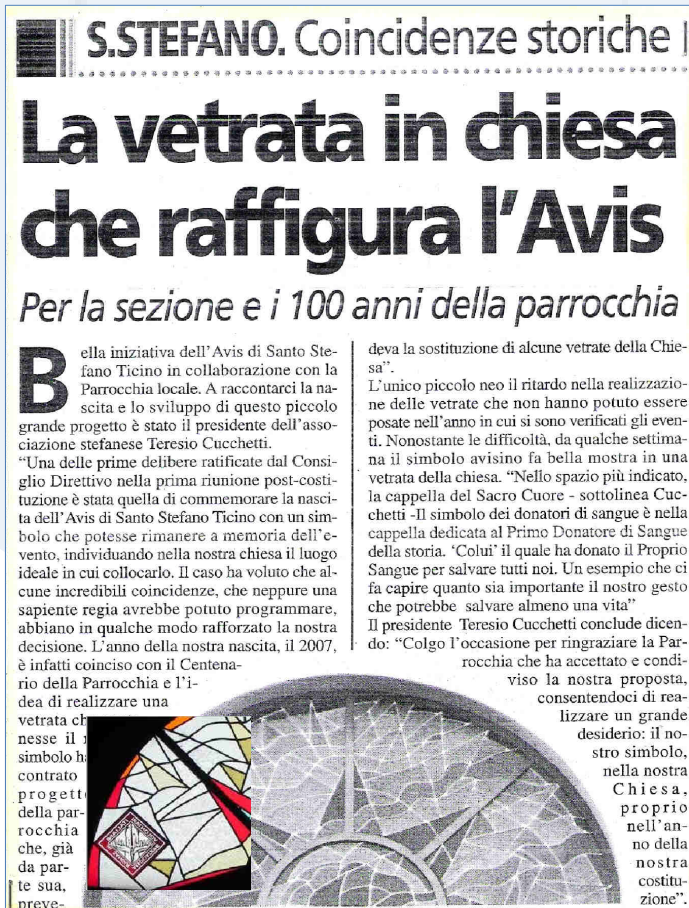 S.STEFANO. Coincidenze storiche
La vetrata in chiesa
che raffigura l'Avis
Per la sezione e i 100 anni della parrocchia
Bella iniziativa dell'Avis di Santo Ste-
fano Ticino in collaborazione con la
Parrocchia locale. A raccontarci la na-
scita e lo sviluppo di questo piccolo
grande progetto è stato il presidente dell'asso-
ciazione stefanese Teresio Cucchetti.
“Una delle prime delibere ratificate dal Consi-
glio Direttivo nella prima riunione post-costi-
tuzione è stata quella di commemorare la nasci-
ta dell'Avis di Santo Stefano Ticino con un sim-
bolo che potesse rimanere a memoria dell'e-
vento, individuando nella nostra chiesa il luogo
ideale in cui collocarlo. Il caso ha voluto che al-
cune incredibili coincidenze, che neppure una
sapiente regia avrebbe potuto programmare,
abbiano in qualche modo rafforzato la nostra
decisione. L'anno della nostra nascita, il 2007,
è infatti coinciso con il Centena-
rio della Parrocchia e l'i-
dea di realizzare una
vetrata
nesse il
simbolo
contrato
progett
della par-
rocchia
che, già
da par-
te sua,
preve-
deva la sostituzione di alcune vetrate della Chie-
sa”.
L'unico piccolo neo il ritardo nella realizzazio-
ne delle vetrate che non hanno potuto essere
posate nell'anno in cui si sono verificati gli even-
ti. Nonostante le difficoltà, da qualche settima-
na il simbolo avisino fa bella mostra in una
vetrata della chiesa. “Nello spazio più indicato,
la cappella del Sacro Cuore - sottolinea Cuc-
chetti -Il simbolo dei donatori di sangue è nella
cappella dedicata al Primo Donatore di Sangue
della storia. ‘Colui’ il quale ha donato il Proprio
Sangue per salvare tutti noi. Un esempio che ci
fa capire quanto sia importante il nostro gesto
che potrebbe salvare almeno una vita”
Il presidente Teresio Cucchetti conclude dicen-
do: “Colgo l'occasione per ringraziare la Par-
rocchia che ha accettato e condi-
viso la nostra proposta,
consentendoci di rea-
lizzare un grande
desiderio: il no-
stro simbolo,
nella nostra
Chiesa,
proprio
nell'an-
no della
nostra
costitu-
zione”.